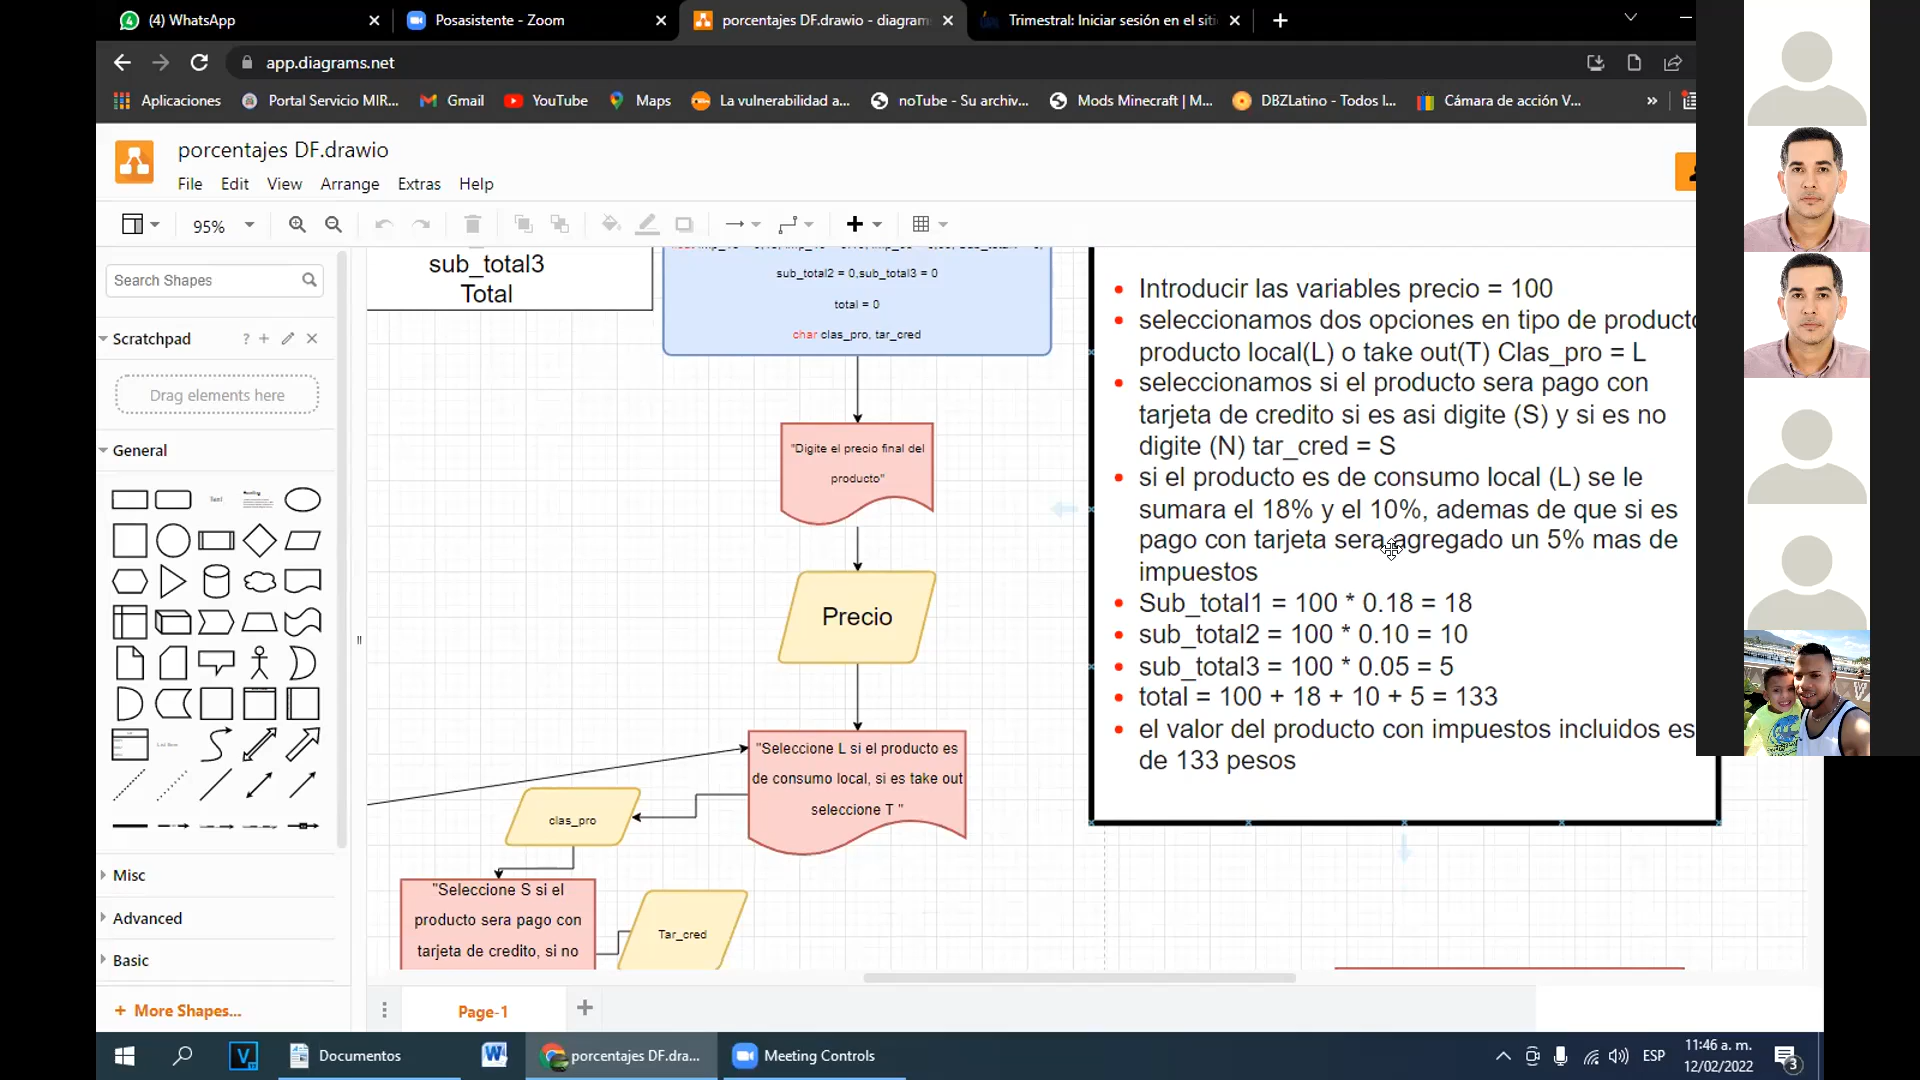 (4) WhatsApp
Posasistente - Zoom
porcentajes DF.drawio - diagram
Trimestral: Iniciar sesión en el siti
app.diagrams.net
Aplicaciones
Portal Servicio MIR...
Gmail
YouTube
Maps
La vulnerabilidad a...
noTube - Su archiv...
Mods Minecraft | M...
DBZLatino - Todos l...
Cámara de acción V...
»
porcentajes DF.drawio
File Edit View Arrange Extras Help
95%
Search Shapes
Scratchpad
?
Drag elements here
General
Text
Heading
List Item
Misc
Advanced
Basic
+ More Shapes...
sub_total3
Total
sub_total2 = 0,sub_total3 = 0
total = 0
char clas_pro, tar_cred
"Digite el precio final del
producto"
Precio
"Seleccione L si el producto es
de consumo local, si es take out
seleccione T "
clas_pro
"Seleccione S si el
producto sera pago con
tarjeta de credito, si no
Tar_cred
Introducir las variables precio = 100
seleccionamos dos opciones en tipo de producto
producto local(L) o take out(T) Clas_pro = L
seleccionamos si el producto sera pago con
tarjeta de credito si es asi digite (S) y si es no
digite (N) tar_cred = S
si el producto es de consumo local (L) se le
sumara el 18% y el 10%, ademas de que si es
pago con tarjeta sera agregado un 5% mas de
impuestos
Sub_total1 = 100 * 0.18 = 18
sub_total2 = 100 * 0.10 = 10
sub_total3 = 100 * 0.05 = 5
total = 100 + 18 + 10 + 5 = 133
el valor del producto con impuestos incluidos es
de 133 pesos
Page-1
Documentos
porcentajes DF.dra...
Meeting Controls
ESP
11:46 a. m.
12/02/2022
3